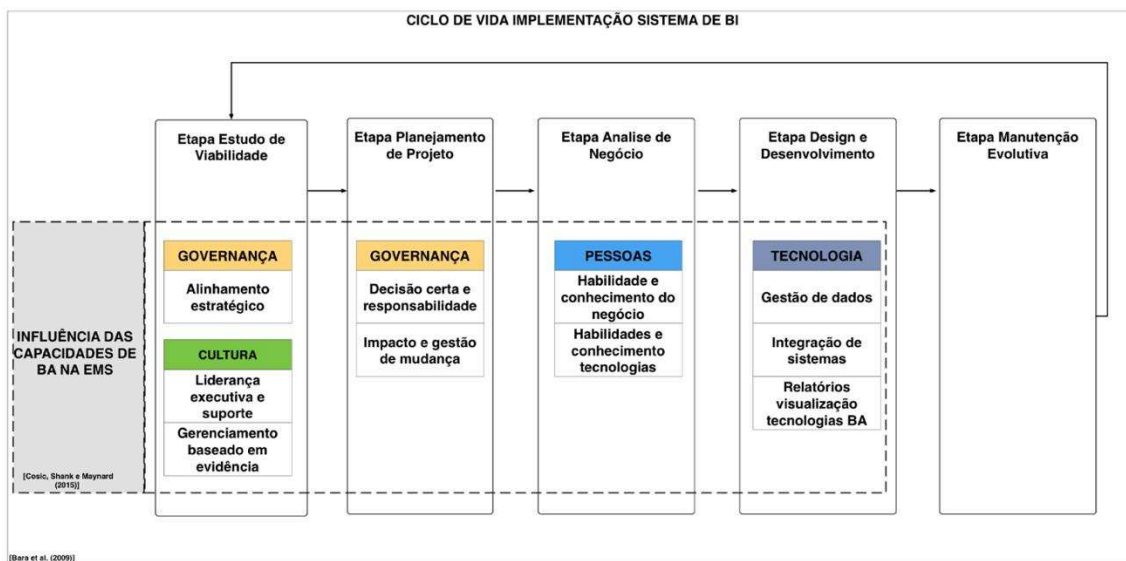 CICLO DE VIDA IMPLEMENTAÇÃO SISTEMA DE BI
Etapa Estudo de
Viabilidade
Etapa Planejamento
de Projeto
Etapa Analise de
Negócio
Etapa Design e
Desenvolvimento
Etapa Manutenção
Evolutiva
INFLUÊNCIA DAS
CAPACIDADES DE
BA NA EMS
[Cosic, Shank e Maynard
(2015)]
GOVERNANÇA
Alinhamento
estratégico
CULTURA
Liderança
executiva e
suporte
Gerenciamento
baseado em
evidência
GOVERNANÇA
Decisão certa e
responsabilidade
Impacto e gestão
de mudança
PESSOAS
Habilidade e
conhecimento do
negócio
Habilidades e
conhecimento
tecnologias
TECNOLOGIA
Gestão de dados
Integração de
sistemas
Relatórios
visualização
tecnologias BA
[Bara et al. (2009)]